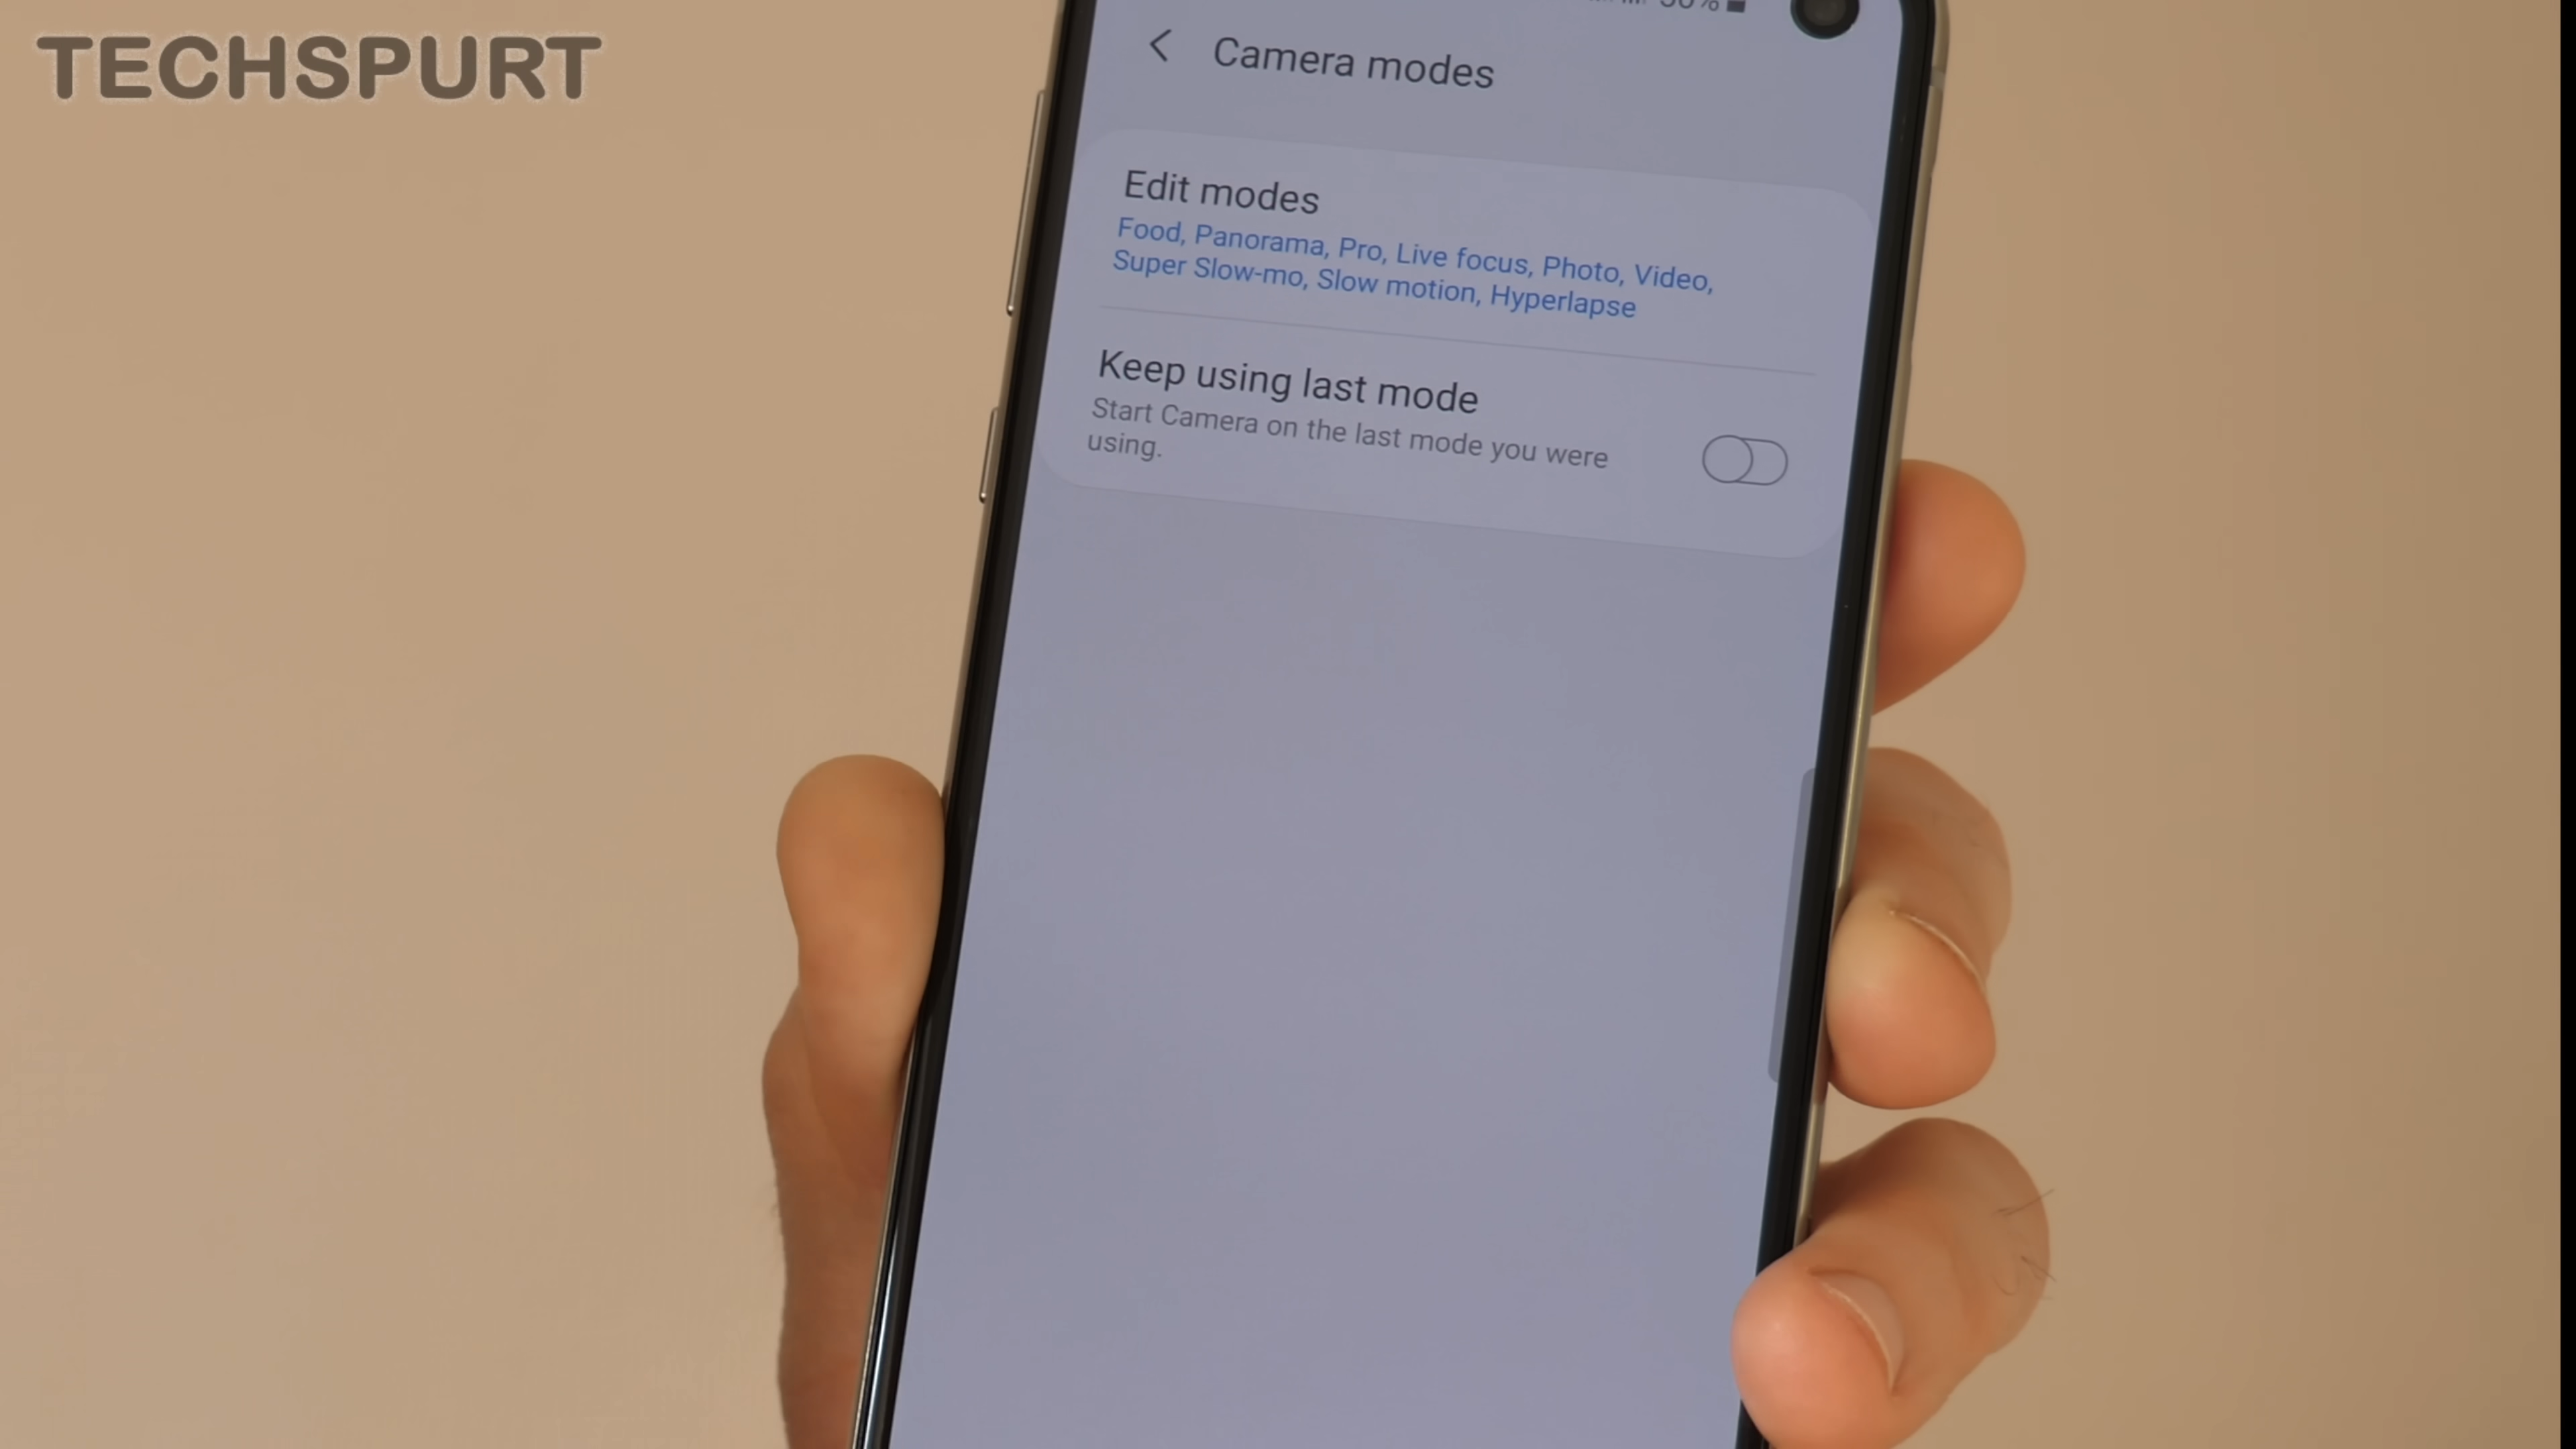 TECHSPURT
Camera modes
Edit modes
Food, Panorama, Pro, Live focus, Photo, Video,
Super Slow-mo, Slow motion, Hyperlapse
Keep using last mode
Start Camera on the last mode you were
using.